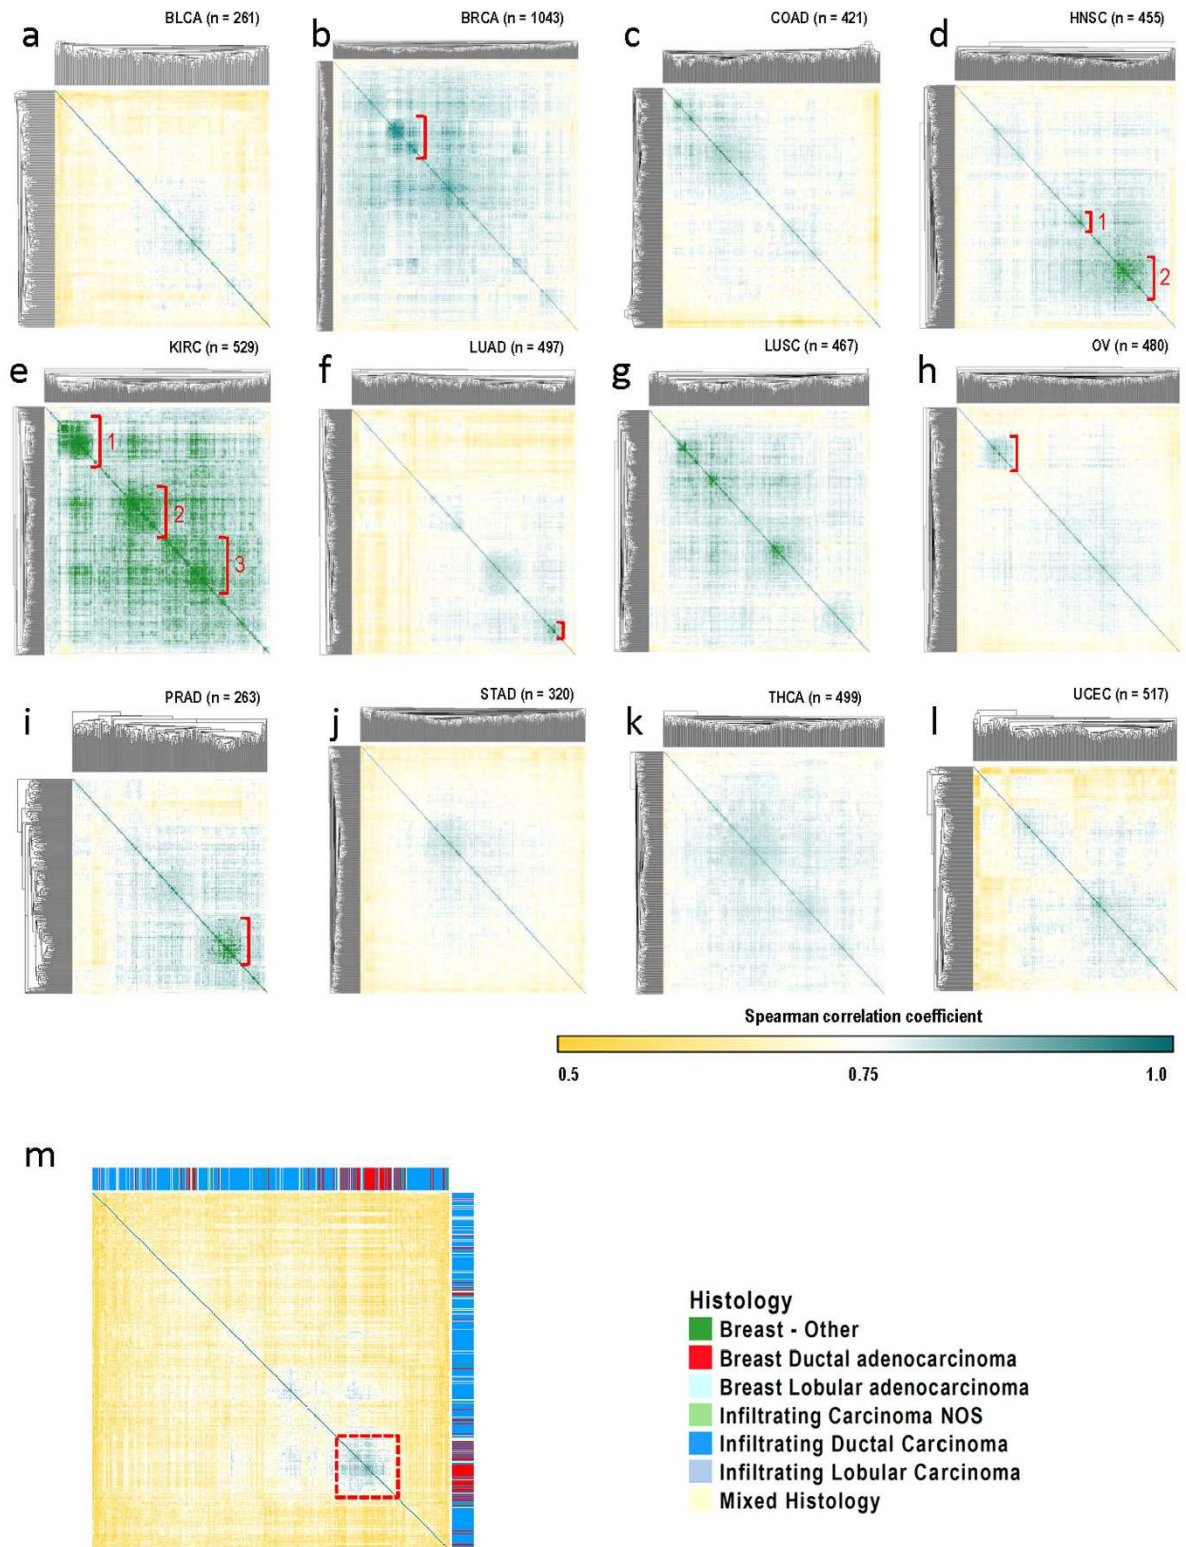 a
BLCA (n = 261)
b
BRCA (n = 1043)
c
COAD (n = 421)
d
HNSC (n = 455)
1
2
e
KIRC (n = 529)
1
2
3
f
LUAD (n = 497)
g
LUSC (n = 467)
h
OV (n = 480)
i
PRAD (n = 263)
j
STAD (n = 320)
k
THCA (n = 499)
l
UCEC (n = 517)
Spearman correlation coefficient
0.5 0.75 1.0
m
Histology
Breast - Other
Breast Ductal adenocarcinoma
Breast Lobular adenocarcinoma
Infiltrating Carcinoma NOS
Infiltrating Ductal Carcinoma
Infiltrating Lobular Carcinoma
Mixed Histology